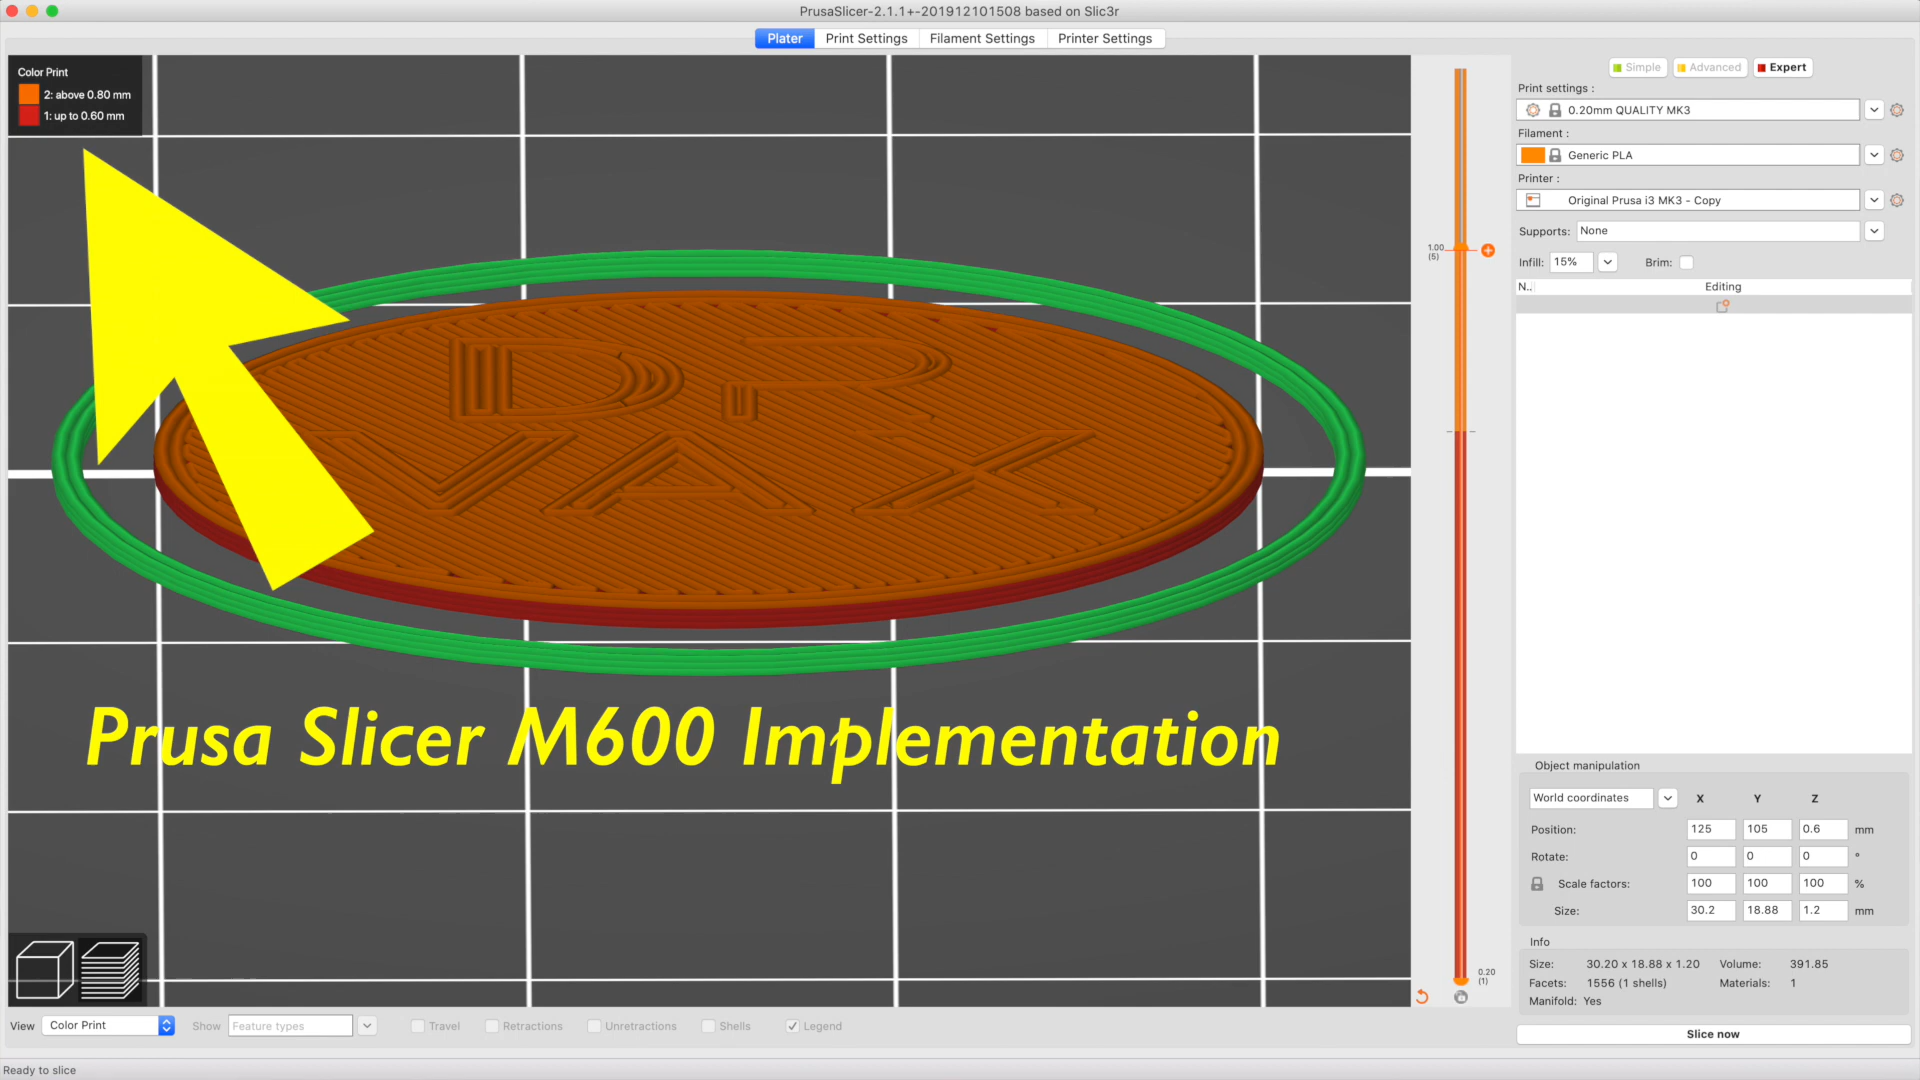 PrusaSlicer-2.1.1+-201912101508 based on Slic3r
Plater Print Settings Filament Settings Printer Settings
Color Print
2: above 0.80 mm
1: up to 0.60 mm
DR
VAX
Prusa Slicer M600 Implementation
1.00
(5)
0.20
(1)
Simple Advanced Expert
Print settings :
0.20mm QUALITY MK3
Filament :
Generic PLA
Printer :
Original Prusa i3 MK3 - Copy
Supports: None
Infill: 15% Brim:
N.. Editing
Object manipulation
World coordinates X Y Z
Position: 125 105 0.6 mm
Rotate: 0 0 0 °
Scale factors: 100 100 100 %
Size: 30.2 18.88 1.2 mm
Info
Size: 30.20 x 18.88 x 1.20 Volume: 391.85
Facets: 1556 (1 shells) Materials: 1
Manifold: Yes
Slice now
View Color Print Show Feature types Travel Retractions Unretractions Shells Legend
Ready to slice